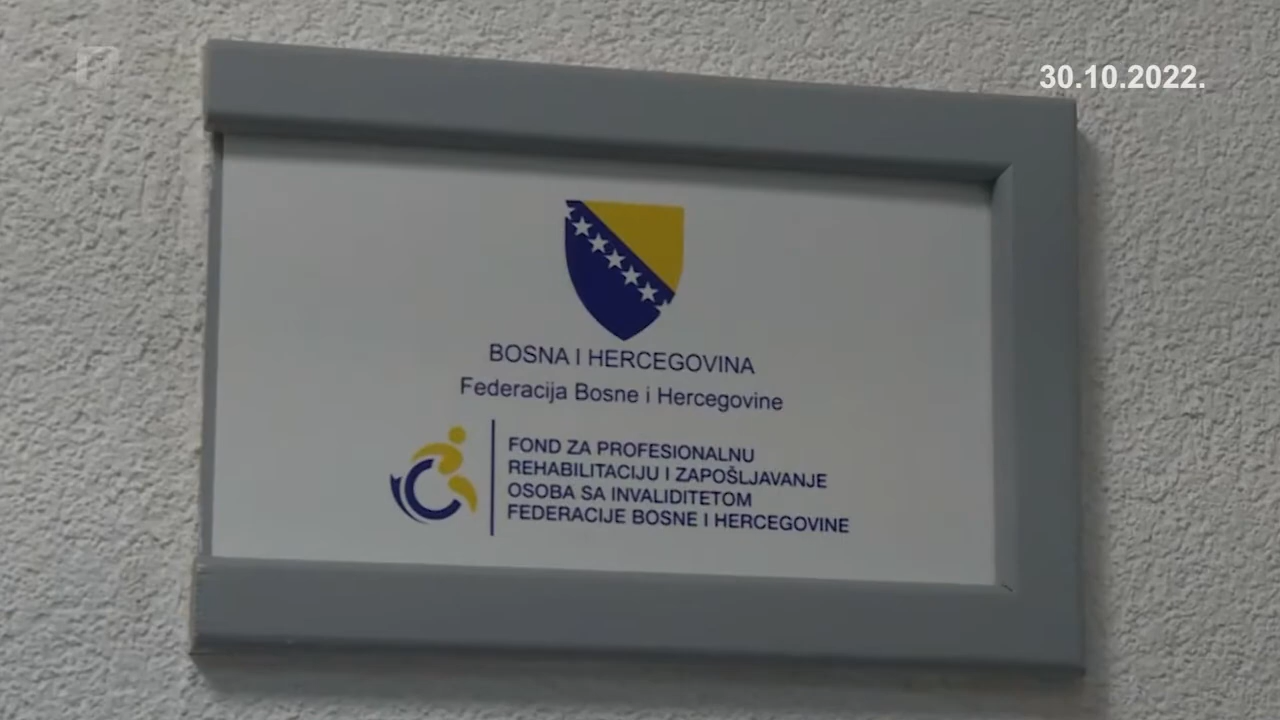 30.10.2022.
BOSNA I HERCEGOVINA
Federacija Bosne i Hercegovine
FOND ZA PROFESIONALNU
REHABILITACIJU I ZAPOŠLJAVANJE
OSOBA SA INVALIDITETOM
FEDERACIJE BOSNE I HERCEGOVINE